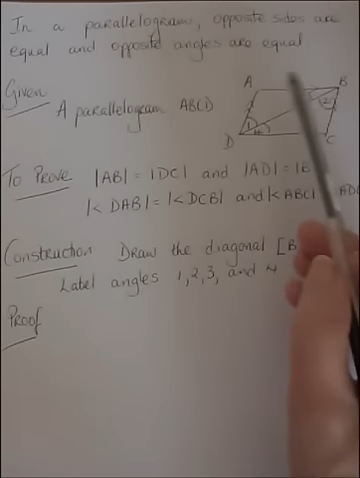 In a parallelogram, opposite sides are
equal and opposite angles are equal
Given
A parallelogram ABCD
A B
D C
1 2
To Prove |AB| = |DC| and |AD| = |B
|<DAB| = |<DCB| and |<ABC| AD
Construction Draw the diagonal [B
Label angles 1, 2, 3, and 4
Proof